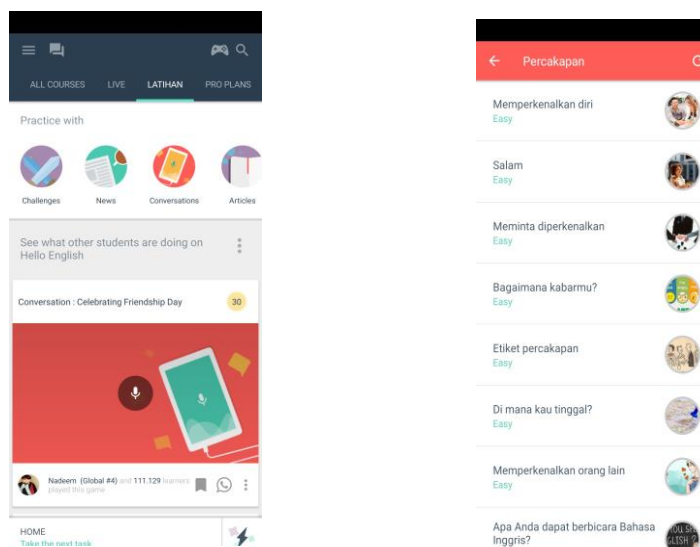 ALL COURSES LIVE LATIHAN PRO PLANS
Practice with
Challenges News Conversations Articles
See what other students are doing on
Hello English
Conversation : Celebrating Friendship Day 30
Nadeem (Global #4) and 111.129 learners
played this game
HOME
Take the next task
Percakapan
Memperkenalkan diri
Easy
Salam
Easy
Meminta diperkenalkan
Easy
Bagaimana kabarmu?
Easy
Etiket percakapan
Easy
Di mana kau tinggal?
Easy
Memperkenalkan orang lain
Easy
Apa Anda dapat berbicara Bahasa
Inggris?